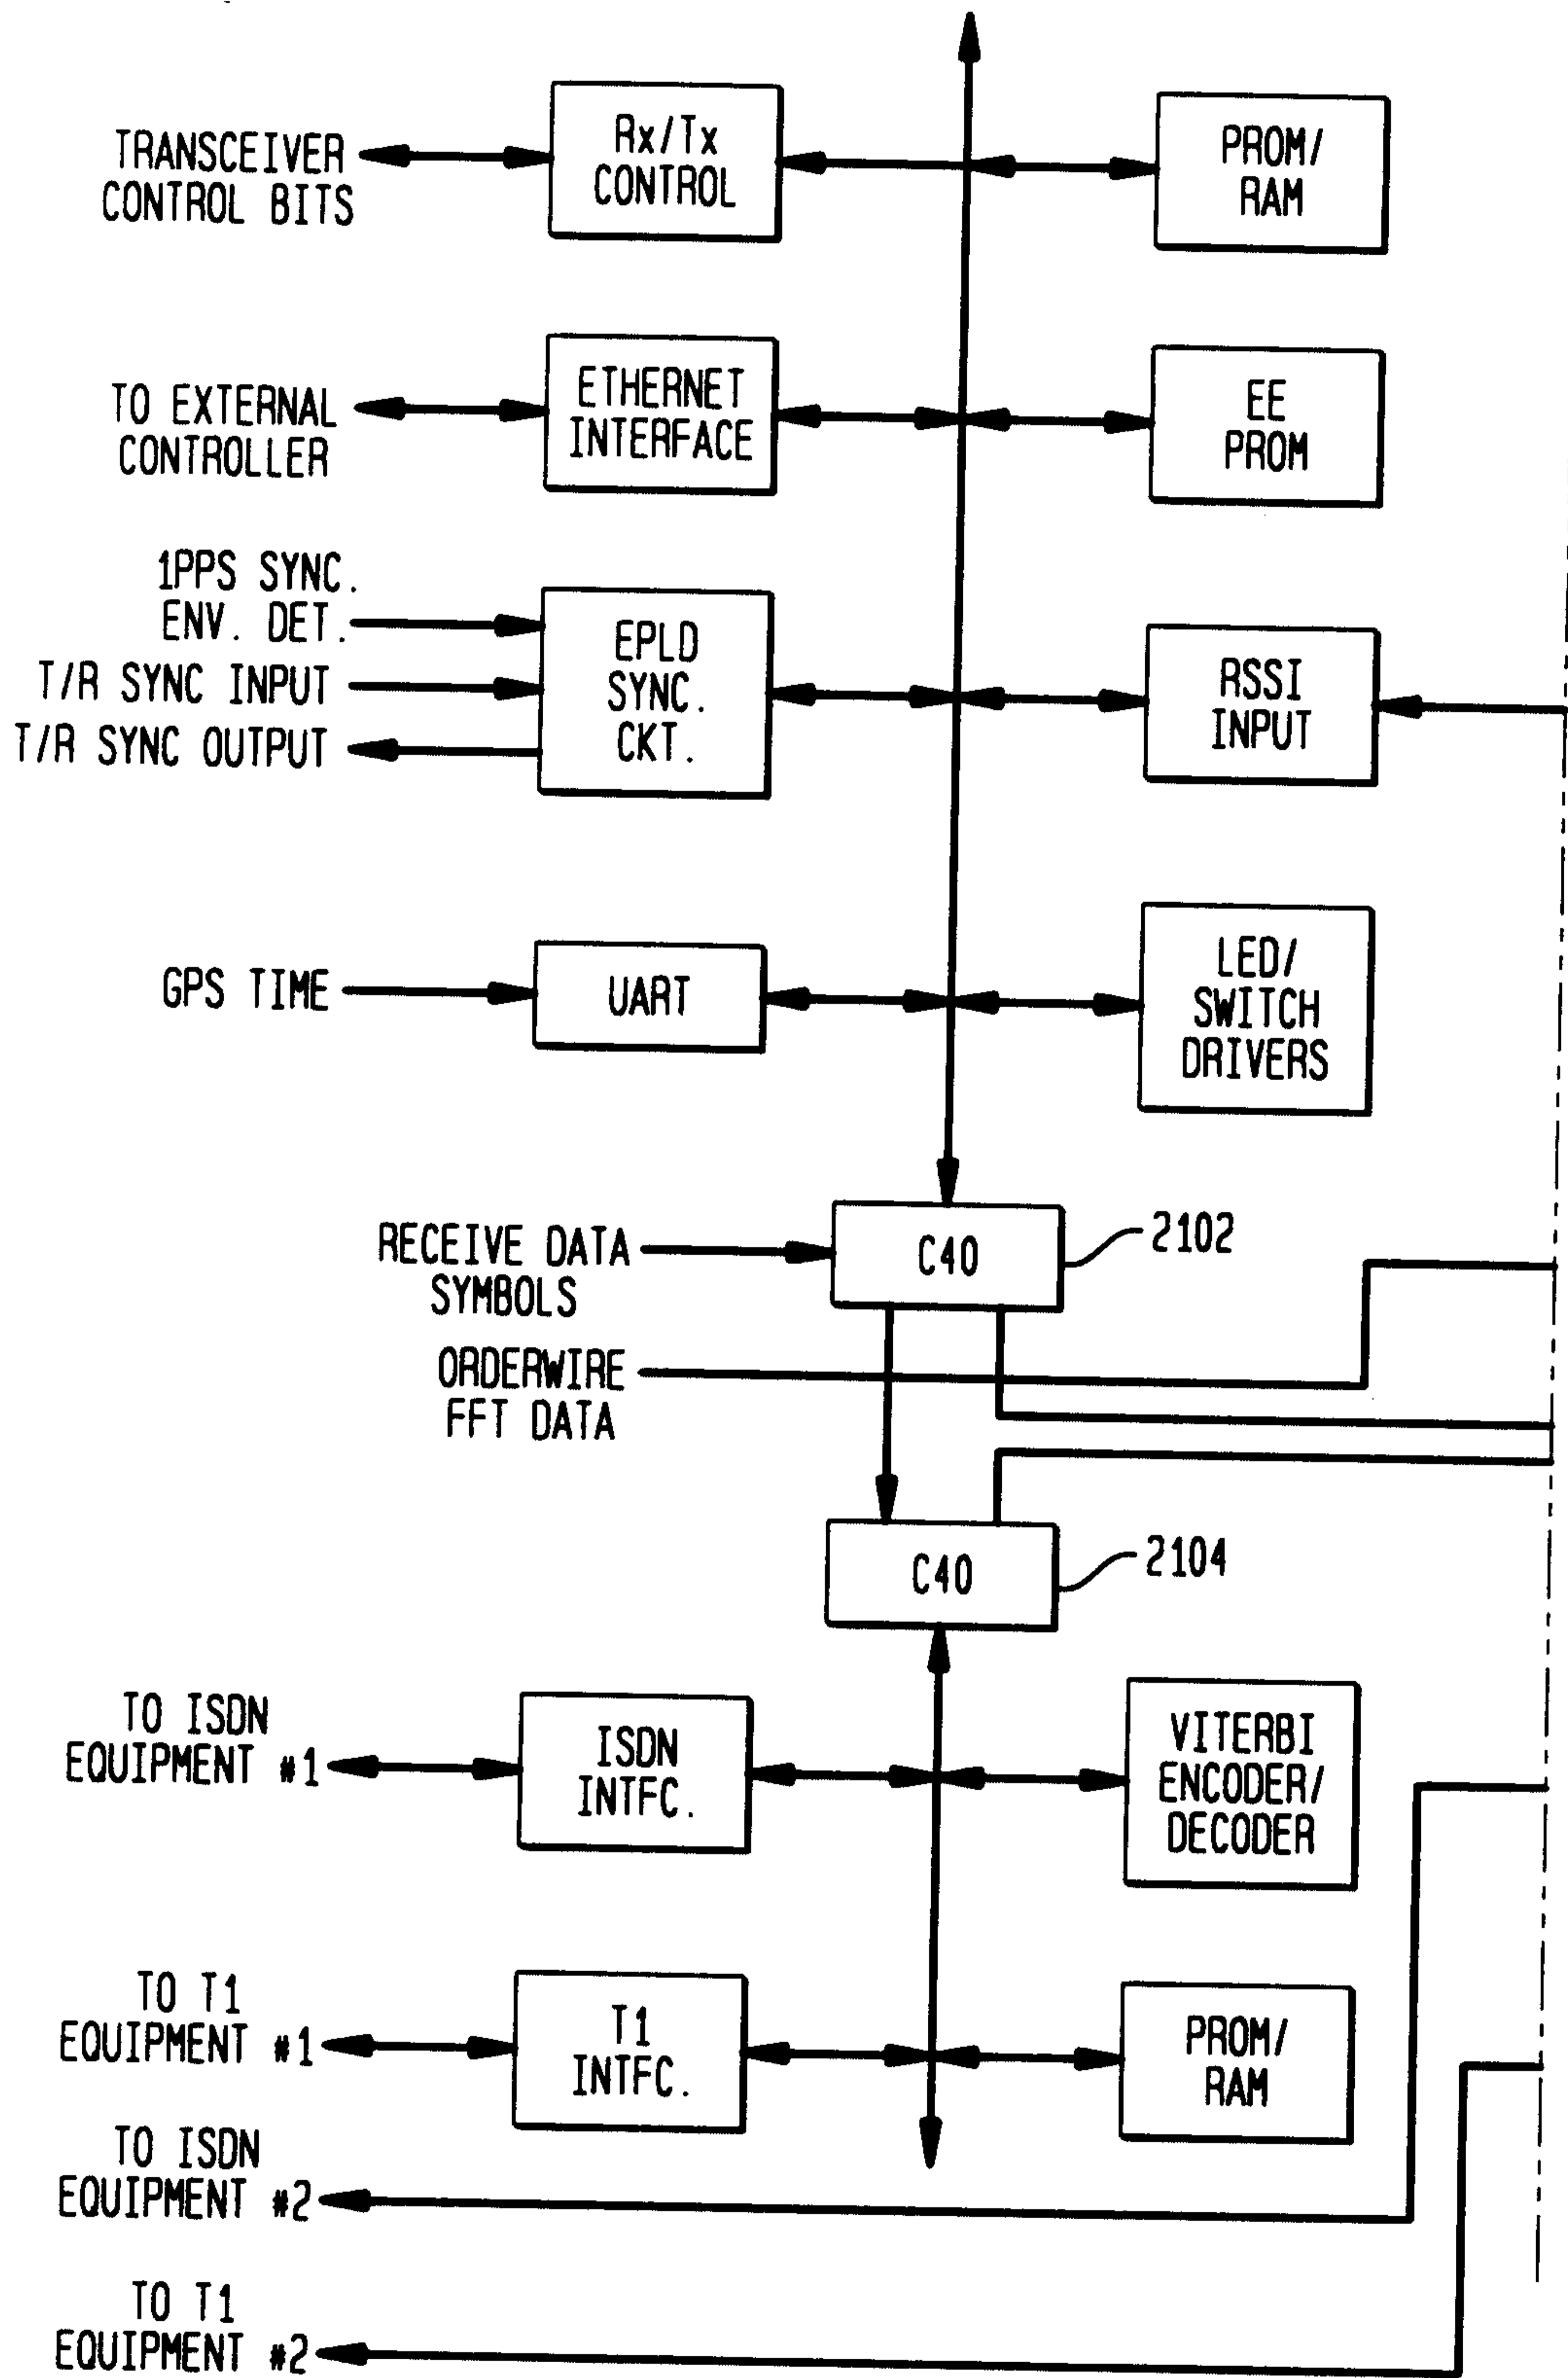 TRANSCEIVER
CONTROL BITS
Rx/Tx
CONTROL
PROM/
RAM
TO EXTERNAL
CONTROLLER
ETHERNET
INTERFACE
EE
PROM
1PPS SYNC.
ENV. DET.
T/R SYNC INPUT
T/R SYNC OUTPUT
EPLD
SYNC.
CKT.
RSSI
INPUT
GPS TIME
UART
LED/
SWITCH
DRIVERS
RECEIVE DATA
SYMBOLS
C40
2102
ORDERWIRE
FFT DATA
C40
2104
TO ISDN
EQUIPMENT #1
ISDN
INTFC.
VITERBI
ENCODER/
DECODER
TO T1
EQUIPMENT #1
T1
INTFC.
PROM/
RAM
TO ISDN
EQUIPMENT #2
TO T1
EQUIPMENT #2